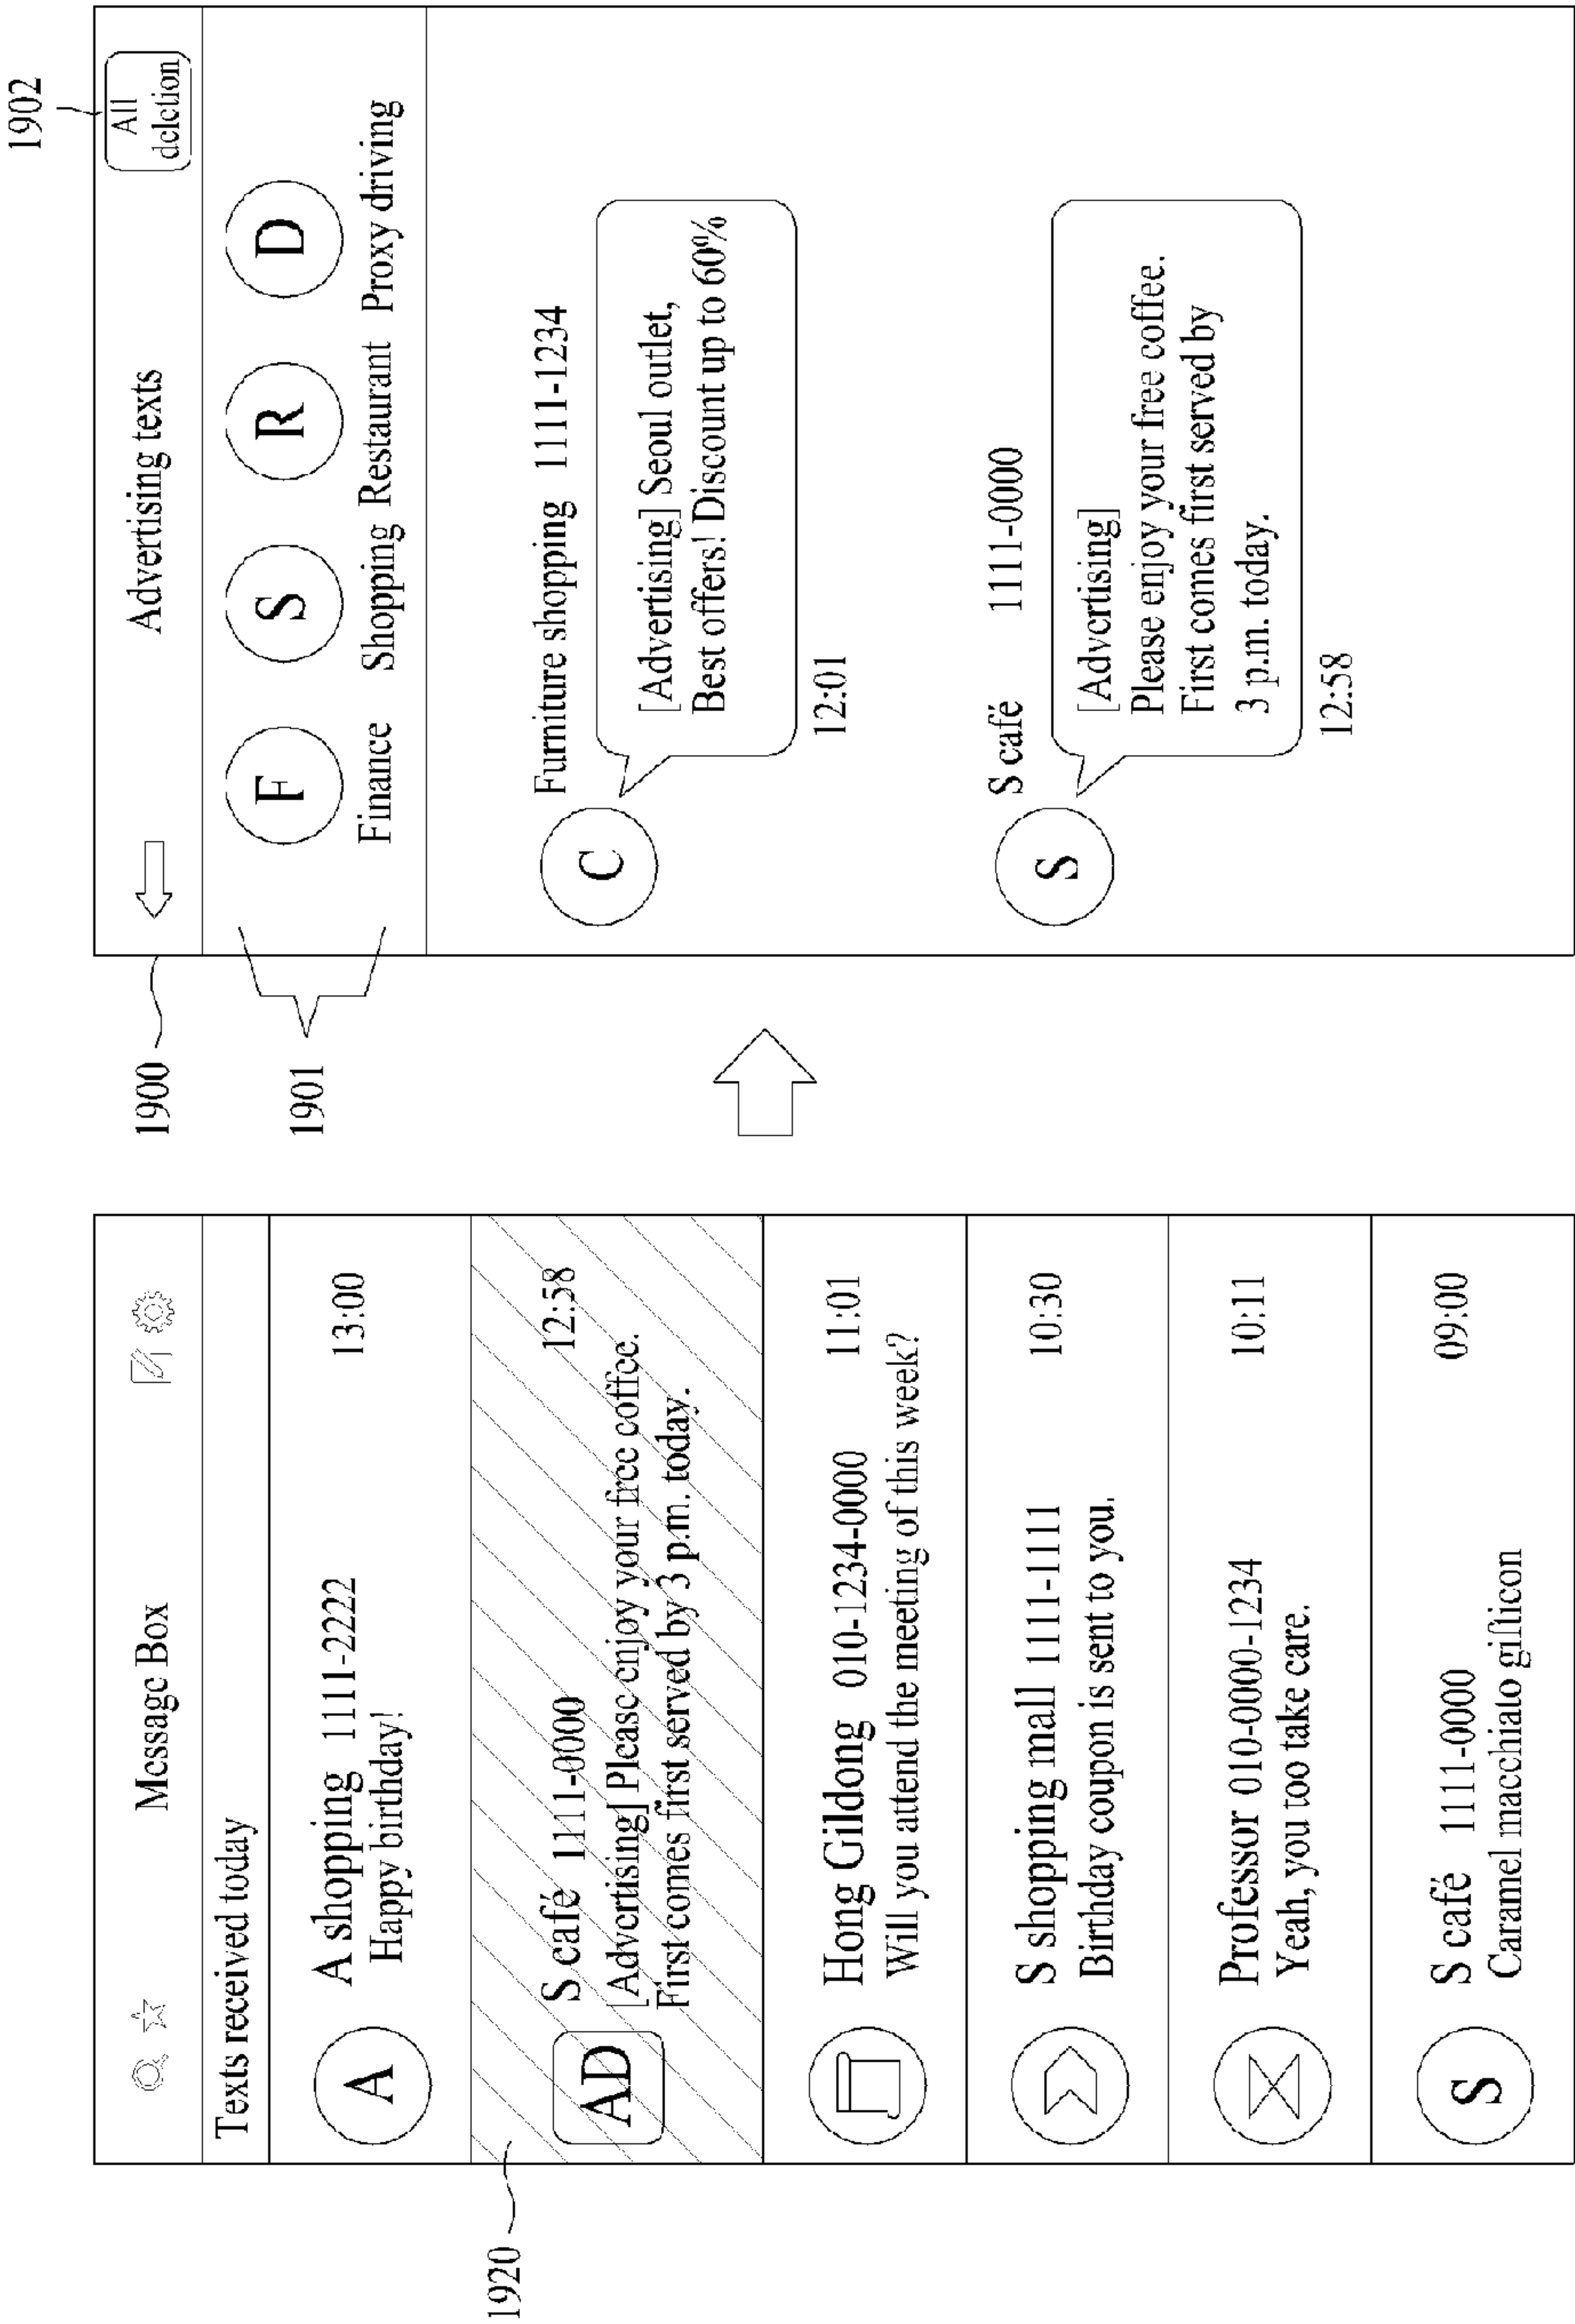 Message Box
Texts received today
A
A shopping 1111-2222
13:00
Happy birthday!
1920
AD
S café 1111-0000
12:58
[Advertising] Please enjoy your free coffee.
First comes first served by 3 p.m. today.
Hong Gildong 010-1234-0000
11:01
Will you attend the meeting of this week?
S shopping mall 1111-1111
10:30
Birthday coupon is sent to you.
Professor 010-0000-1234
10:11
Yeah, you too take care.
S
S café 1111-0000
09:00
Caramel macchiato gifticon
1902
1900
Advertising texts
All
deletion
1901
F S R D
Finance Shopping Restaurant Proxy driving
Furniture shopping 1111-1234
C
[Advertising] Seoul outlet,
Best offers! Discount up to 60%
12:01
S café 1111-0000
S
[Advertising]
Please enjoy your free coffee.
First comes first served by
3 p.m. today.
12:58